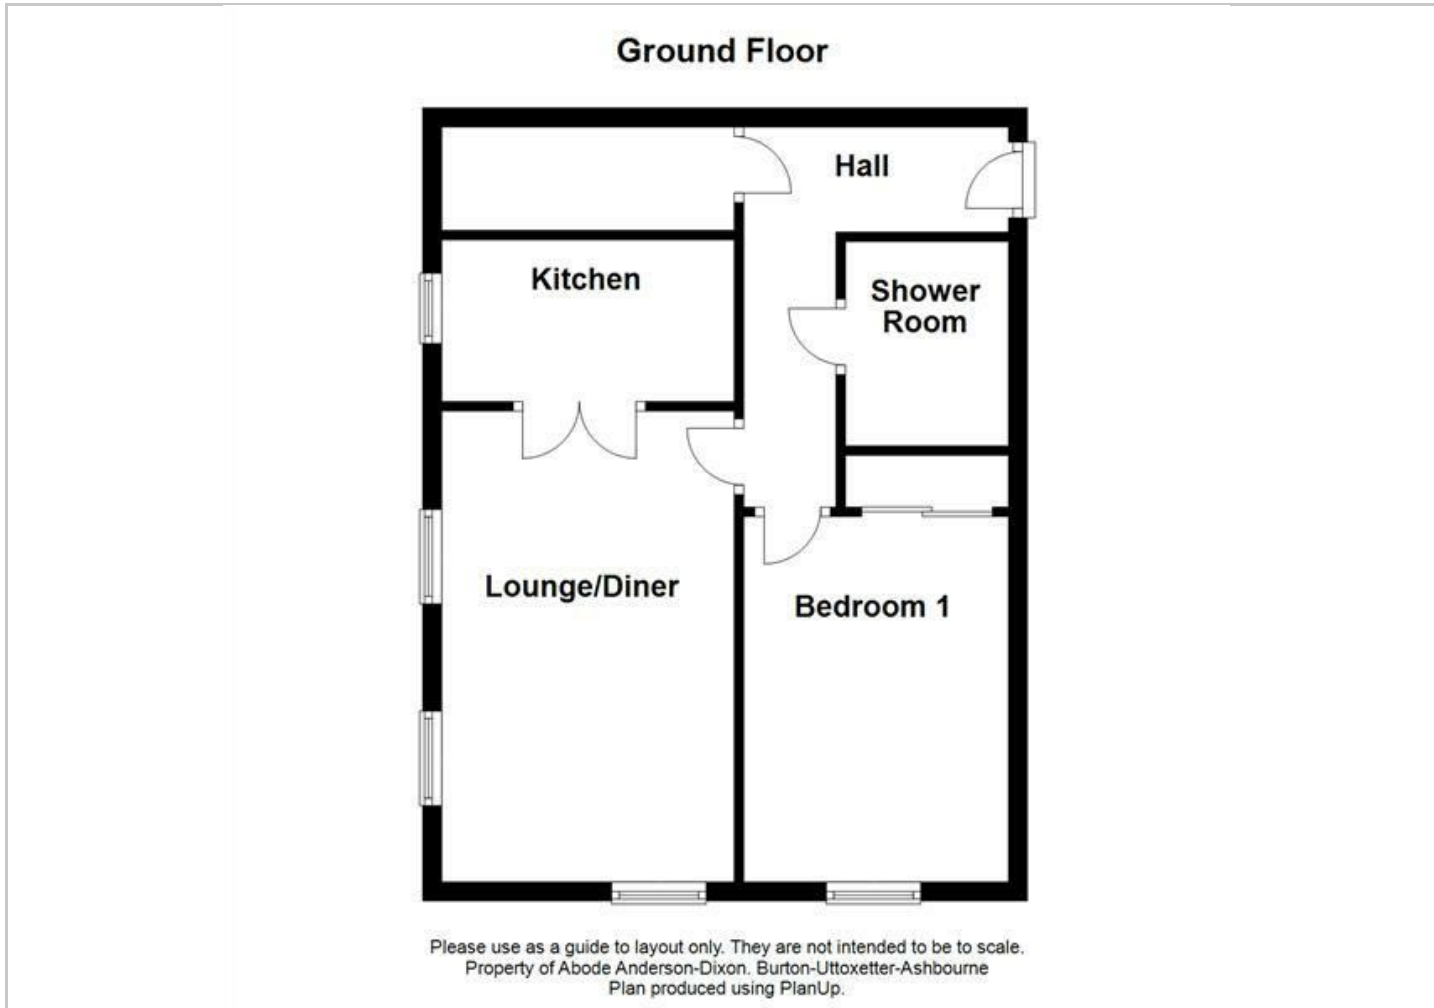 Ground Floor
Hall
Kitchen
Shower
Room
Lounge/Diner
Bedroom 1
Please use as a guide to layout only. They are not intended to be to scale.
Property of Abode Anderson-Dixon. Burton-Uttoxeter-Ashbourne
Plan produced using PlanUp.